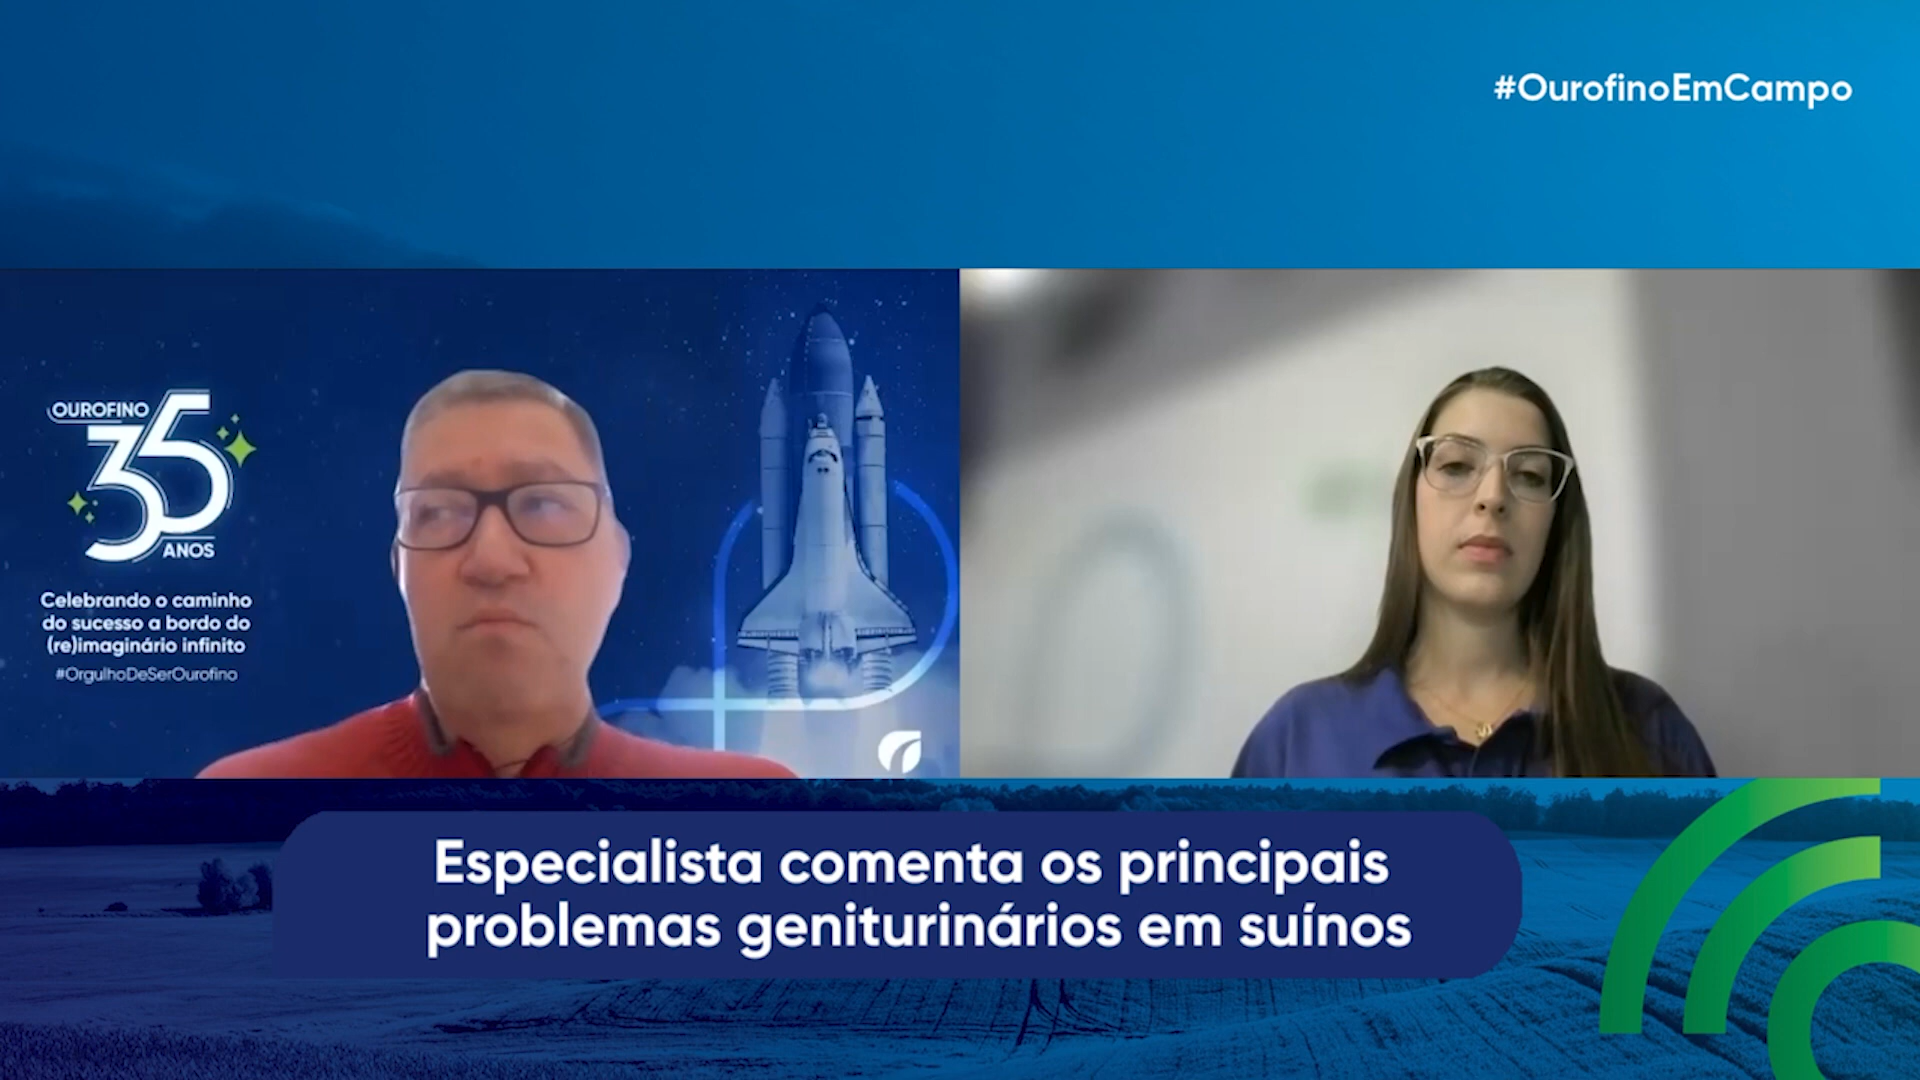 #OurofinoEmCampo
OUROFINO
35
ANOS
Celebrando o caminho
do sucesso a bordo do
(re)imaginário infinito
#OrgulhoDeSerOurofino
Especialista comenta os principais
problemas geniturinários em suínos